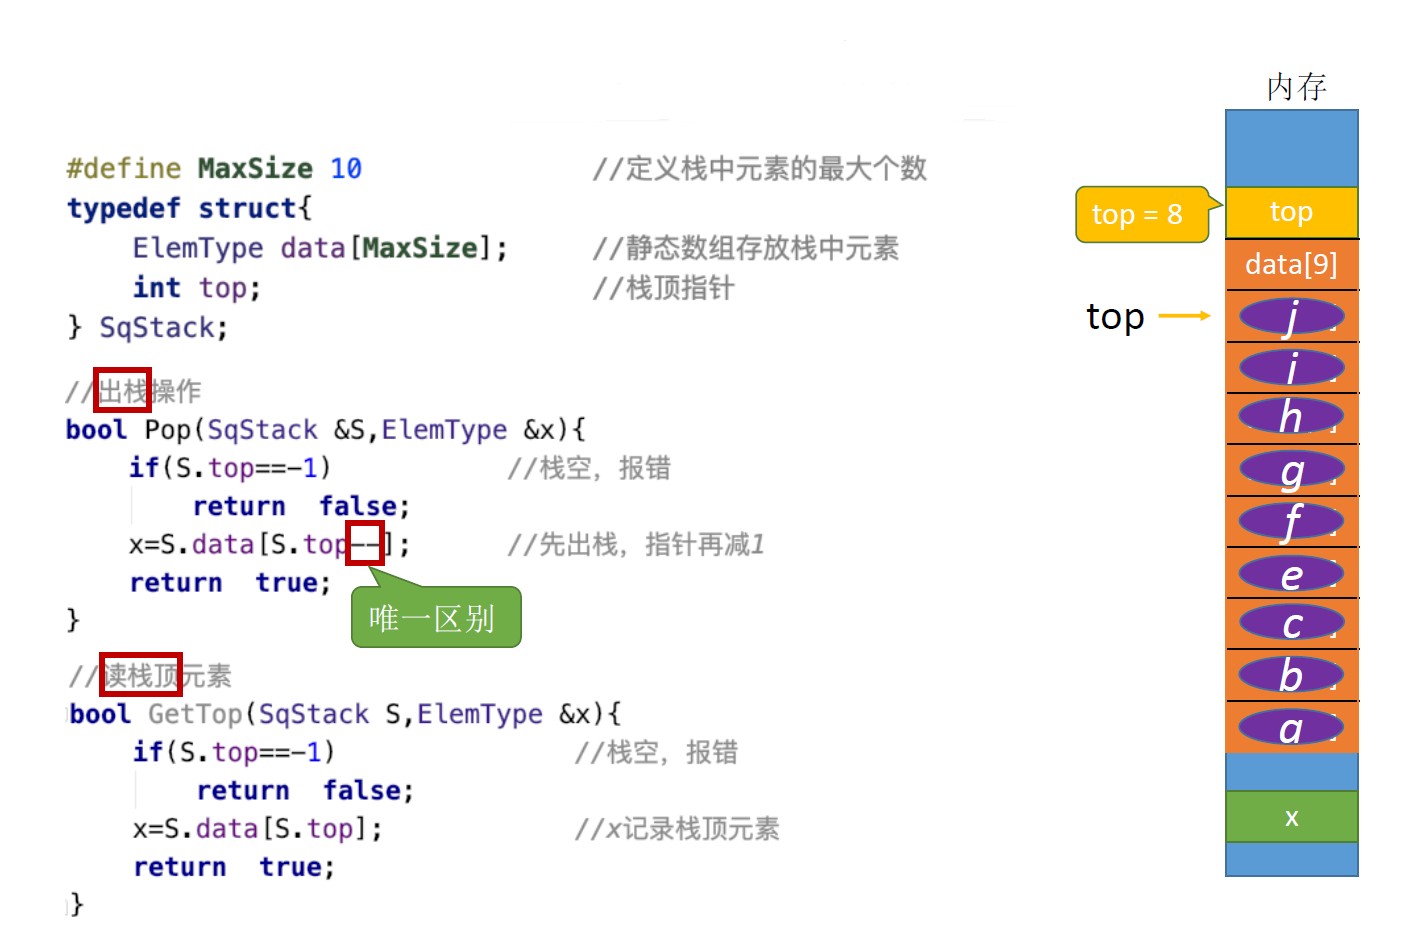 #define MaxSize 10 //定义栈中元素的最大个数
typedef struct{
ElemType data[MaxSize]; //静态数组存放栈中元素
int top; //栈顶指针
} SqStack;
//出栈操作
bool Pop(SqStack &S,ElemType &x){
if(S.top==-1) //栈空，报错
return false;
x=S.data[S.top--]; //先出栈，指针再减1
return true;
}
唯一区别
//读栈顶元素
bool GetTop(SqStack S,ElemType &x){
if(S.top==-1) //栈空，报错
return false;
x=S.data[S.top]; //x记录栈顶元素
return true;
}
内存
top = 8
top
data[9]
top
j
i
h
g
f
e
c
b
a
x